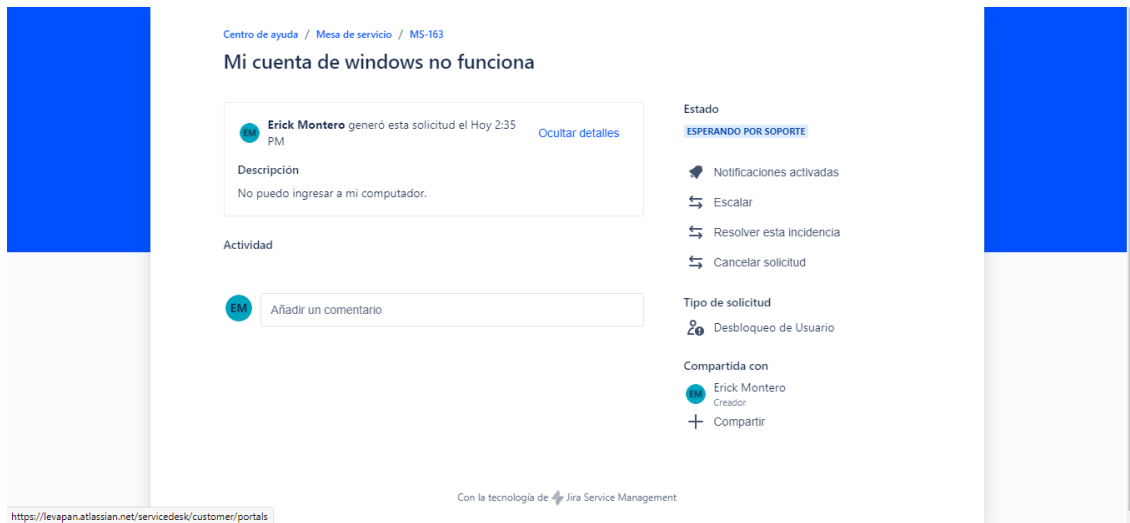 Centro de ayuda / Mesa de servicio / MS-163
Mi cuenta de windows no funciona
EM
Erick Montero generó esta solicitud el Hoy 2:35
PM
Ocultar detalles
Descripción
No puedo ingresar a mi computador.
Actividad
EM
Añadir un comentario
Estado
ESPERANDO POR SOPORTE
Notificaciones activadas
Escalar
Resolver esta incidencia
Cancelar solicitud
Tipo de solicitud
Desbloqueo de Usuario
Compartida con
EM
Erick Montero
Creador
Compartir
Con la tecnología de Jira Service Management
https://levapan.atlassian.net/servicedesk/customer/portals